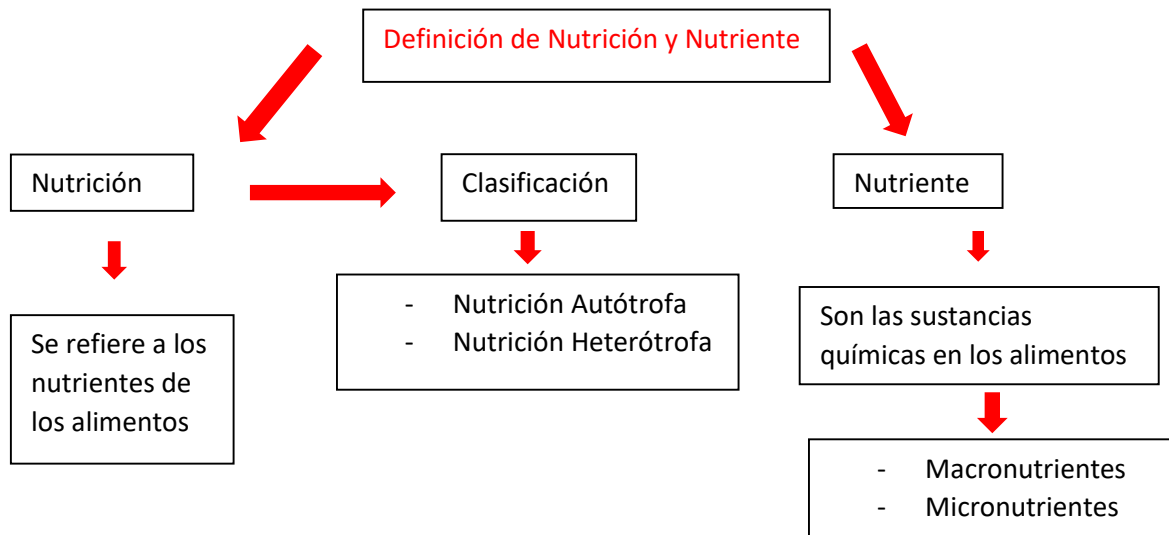 Definición de Nutrición y Nutriente
Nutrición
Clasificación
Nutriente
Se refiere a los
nutrientes de
los alimentos
- Nutrición Autótrofa
- Nutrición Heterótrofa
Son las sustancias
químicas en los alimentos
- Macronutrientes
- Micronutrientes